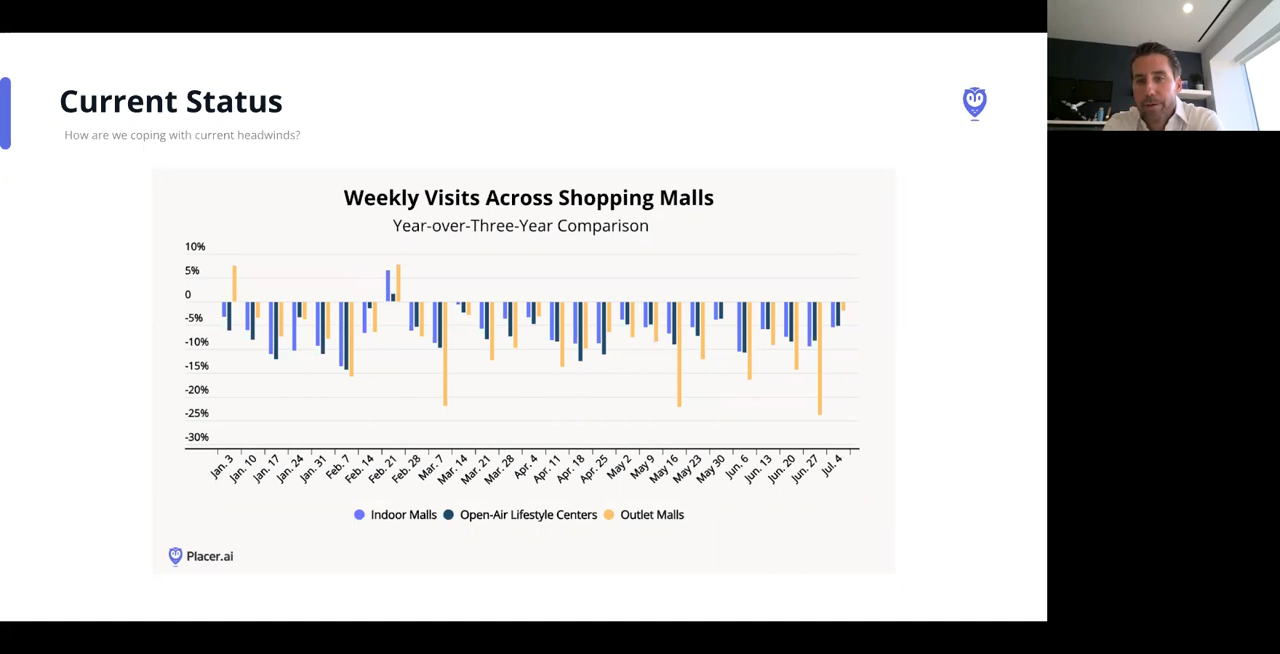 Current Status
How are we coping with current headwinds?
Weekly Visits Across Shopping Malls
Year-over-Three-Year Comparison
10%
5%
0
-5%
-10%
-15%
-20%
-25%
-30%
Jan. 3 Jan. 10 Jan. 17 Jan. 24 Jan. 31 Feb. 7 Feb. 14 Feb. 21 Feb. 28 Mar. 7 Mar. 14 Mar. 21 Mar. 28 Apr. 4 Apr. 11 Apr. 18 Apr. 25 May 2 May 9 May 16 May 23 May 30 Jun. 6 Jun. 13 Jun. 20 Jun. 27 Jul. 4
Indoor Malls Open-Air Lifestyle Centers Outlet Malls
Placer.ai